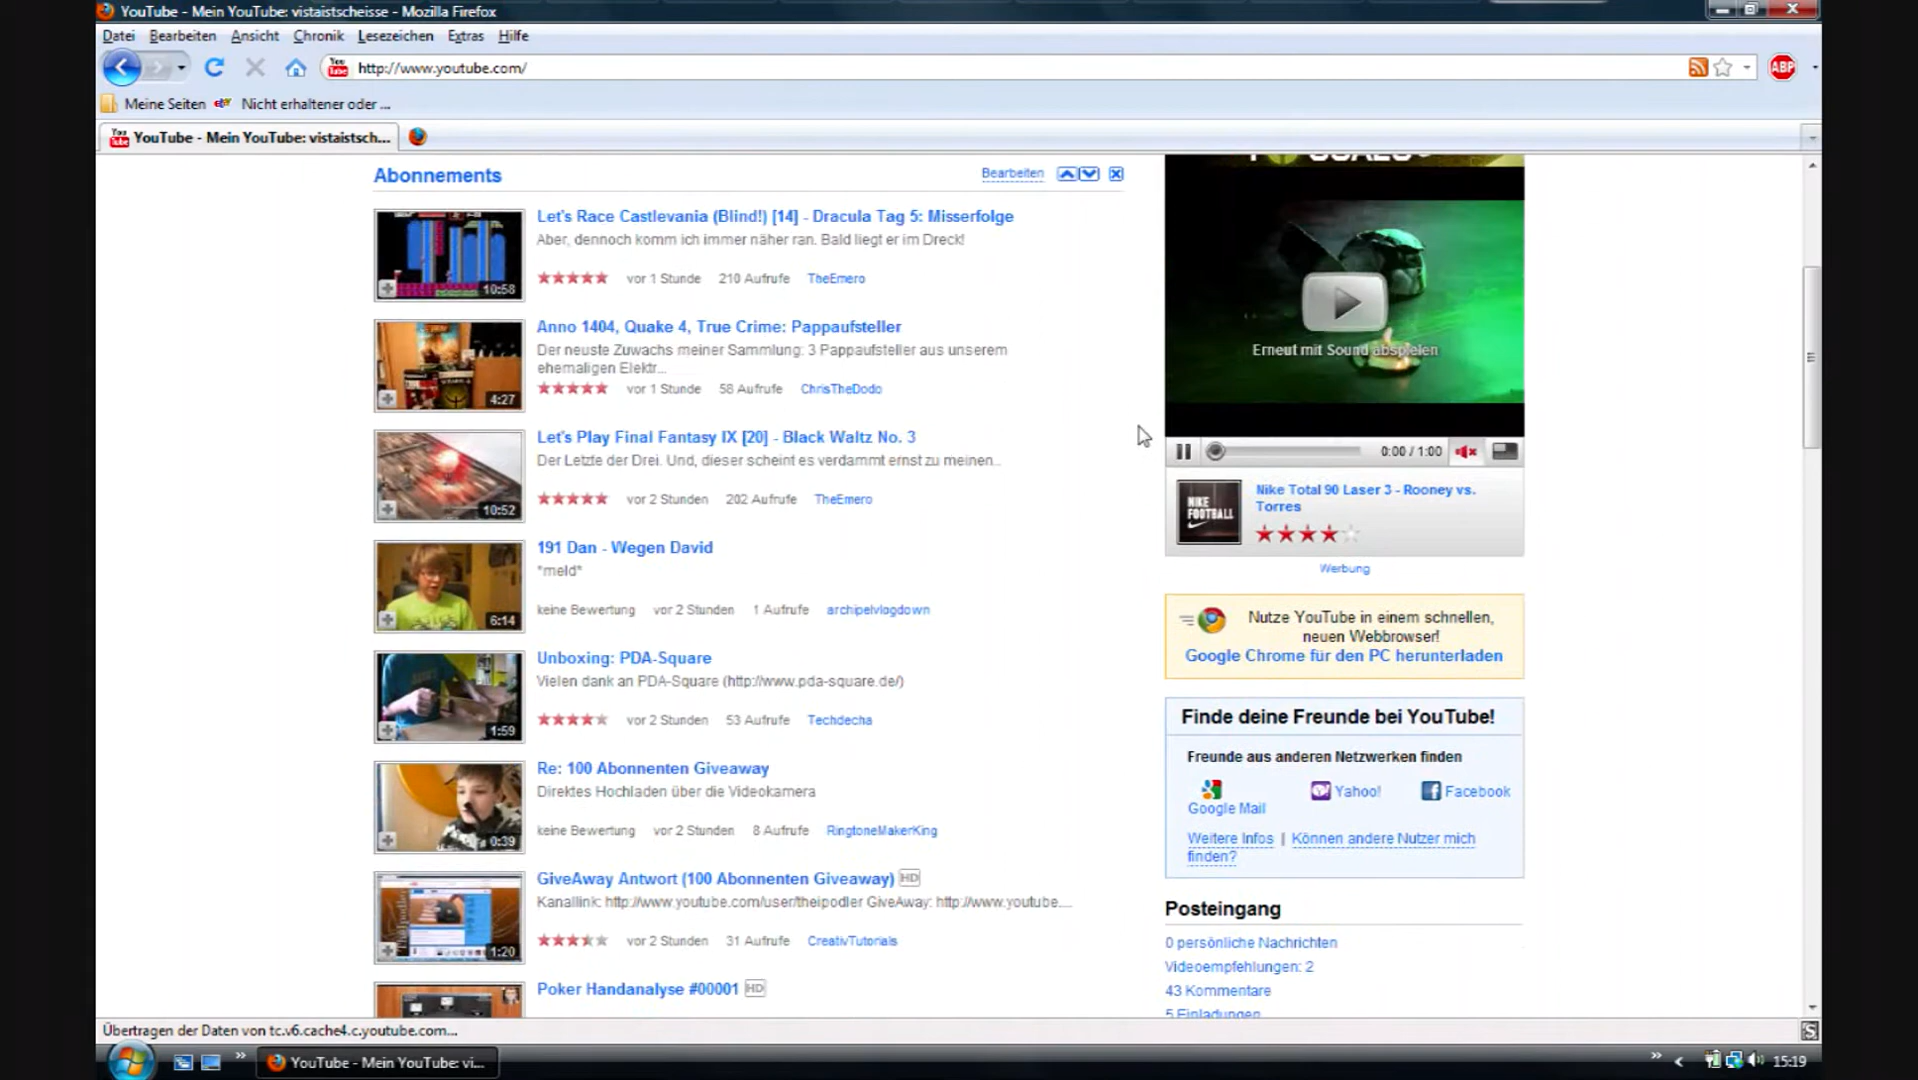 YouTube - Mein YouTube: vistaistscheisse - Mozilla Firefox
Datei Bearbeiten Ansicht Chronik Lesezeichen Extras Hilfe
You Tube http://www.youtube.com/ ABP
Meine Seiten ebY Nicht erhaltener oder ...
You Tube YouTube - Mein YouTube: vistaistsch...
Abonnements Bearbeiten
Let's Race Castlevania (Blind!) [14] - Dracula Tag 5: Misserfolge
Aber, dennoch komm ich immer näher ran. Bald liegt er im Dreck!
10:58 vor 1 Stunde 210 Aufrufe TheEmero
Anno 1404, Quake 4, True Crime: Pappaufsteller
Der neuste Zuwachs meiner Sammlung: 3 Pappaufsteller aus unserem
ehemaligen Elektr...
4:27 vor 1 Stunde 58 Aufrufe ChrisTheDodo
Let's Play Final Fantasy IX [20] - Black Waltz No. 3
Der Letzte der Drei. Und, dieser scheint es verdammt ernst zu meinen...
10:52 vor 2 Stunden 202 Aufrufe TheEmero
191 Dan - Wegen David
*meld*
6:14 keine Bewertung vor 2 Stunden 1 Aufrufe archipelvlogdown
Unboxing: PDA-Square
Vielen dank an PDA-Square (http://www.pda-square.de/)
1:59 vor 2 Stunden 53 Aufrufe Techdecha
Re: 100 Abonnenten Giveaway
Direktes Hochladen über die Videokamera
0:39 keine Bewertung vor 2 Stunden 8 Aufrufe RingtoneMakerKing
GiveAway Antwort (100 Abonnenten Giveaway) HD
Kanallink: http://www.youtube.com/user/theipodler GiveAway: http://www.youtube....
1:20 vor 2 Stunden 31 Aufrufe CreativTutorials
Poker Handanalyse #00001 HD
Erneut mit Sound abspielen
0:00 / 1:00
NIKE FOOTBALL
Nike Total 90 Laser 3 - Rooney vs.
Torres
Werbung
Nutze YouTube in einem schnellen,
neuen Webbrowser!
Google Chrome für den PC herunterladen
Finde deine Freunde bei YouTube!
Freunde aus anderen Netzwerken finden
Google Mail Yahoo! Facebook
Weitere Infos | Können andere Nutzer mich
finden?
Posteingang
0 persönliche Nachrichten
Videoempfehlungen: 2
43 Kommentare
5 Einladungen
Übertragen der Daten von tc.v6.cache4.c.youtube.com...
YouTube - Mein YouTube: vi... 15:19